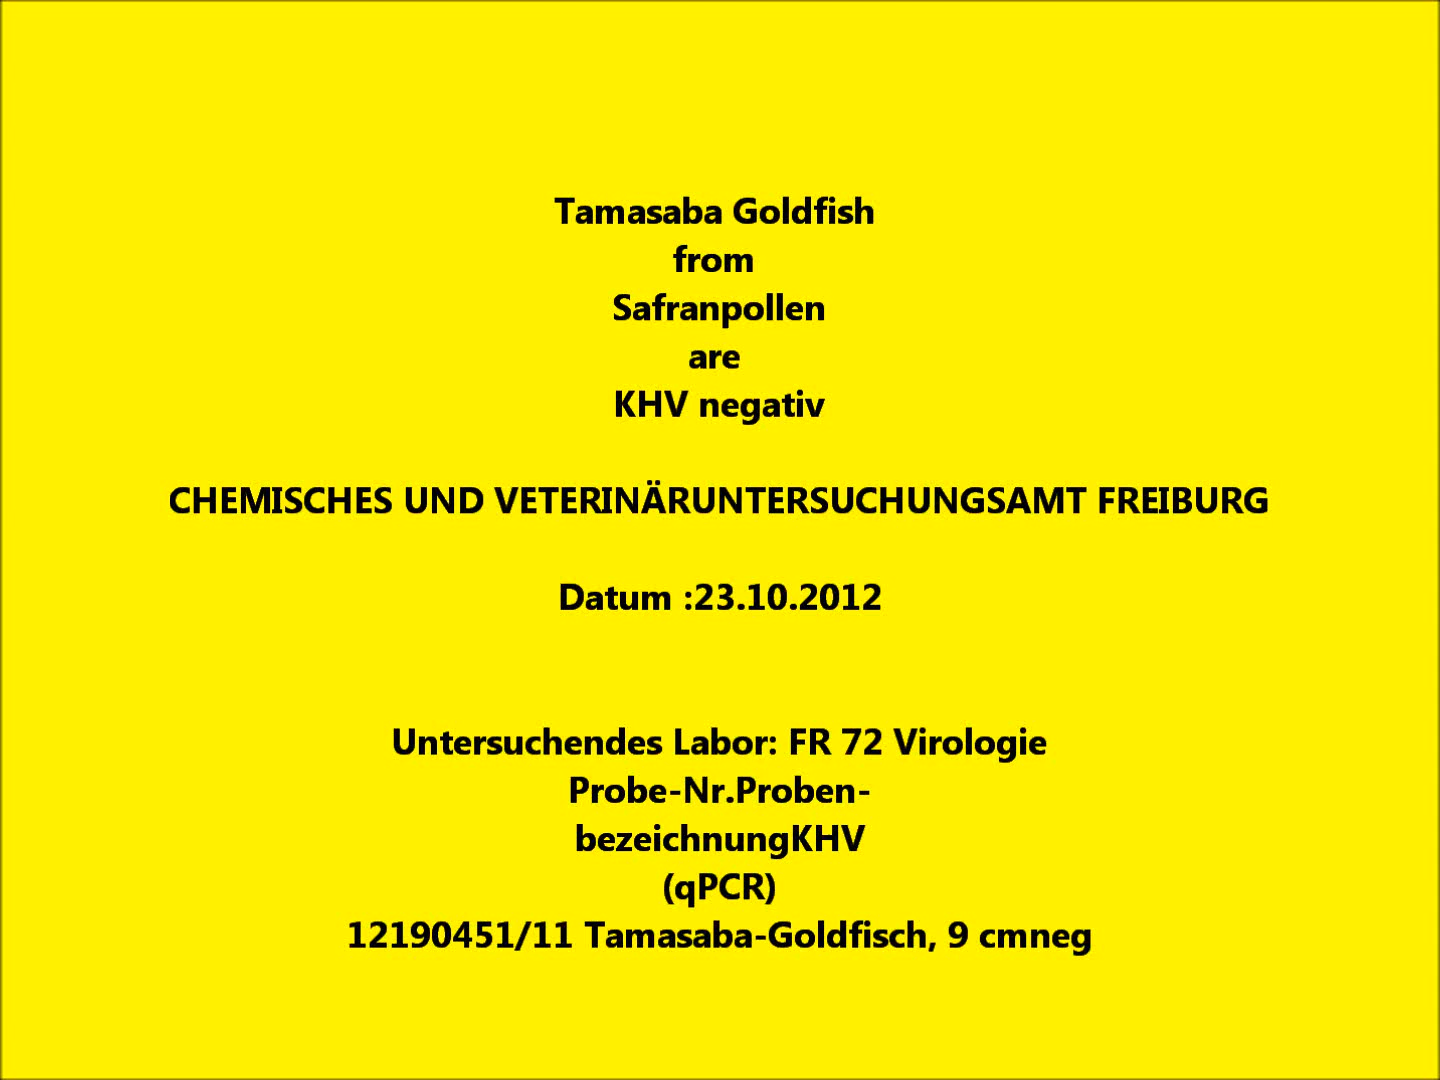 Tamasaba Goldfish
from
Safranpollen
are
KHV negativ
CHEMISCHES UND VETERINÄRUNTERSUCHUNGSAMT FREIBURG
Datum :23.10.2012
Untersuchendes Labor: FR 72 Virologie
Probe-Nr.Proben-
bezeichnungKHV
(qPCR)
12190451/11 Tamasaba-Goldfisch, 9 cmneg